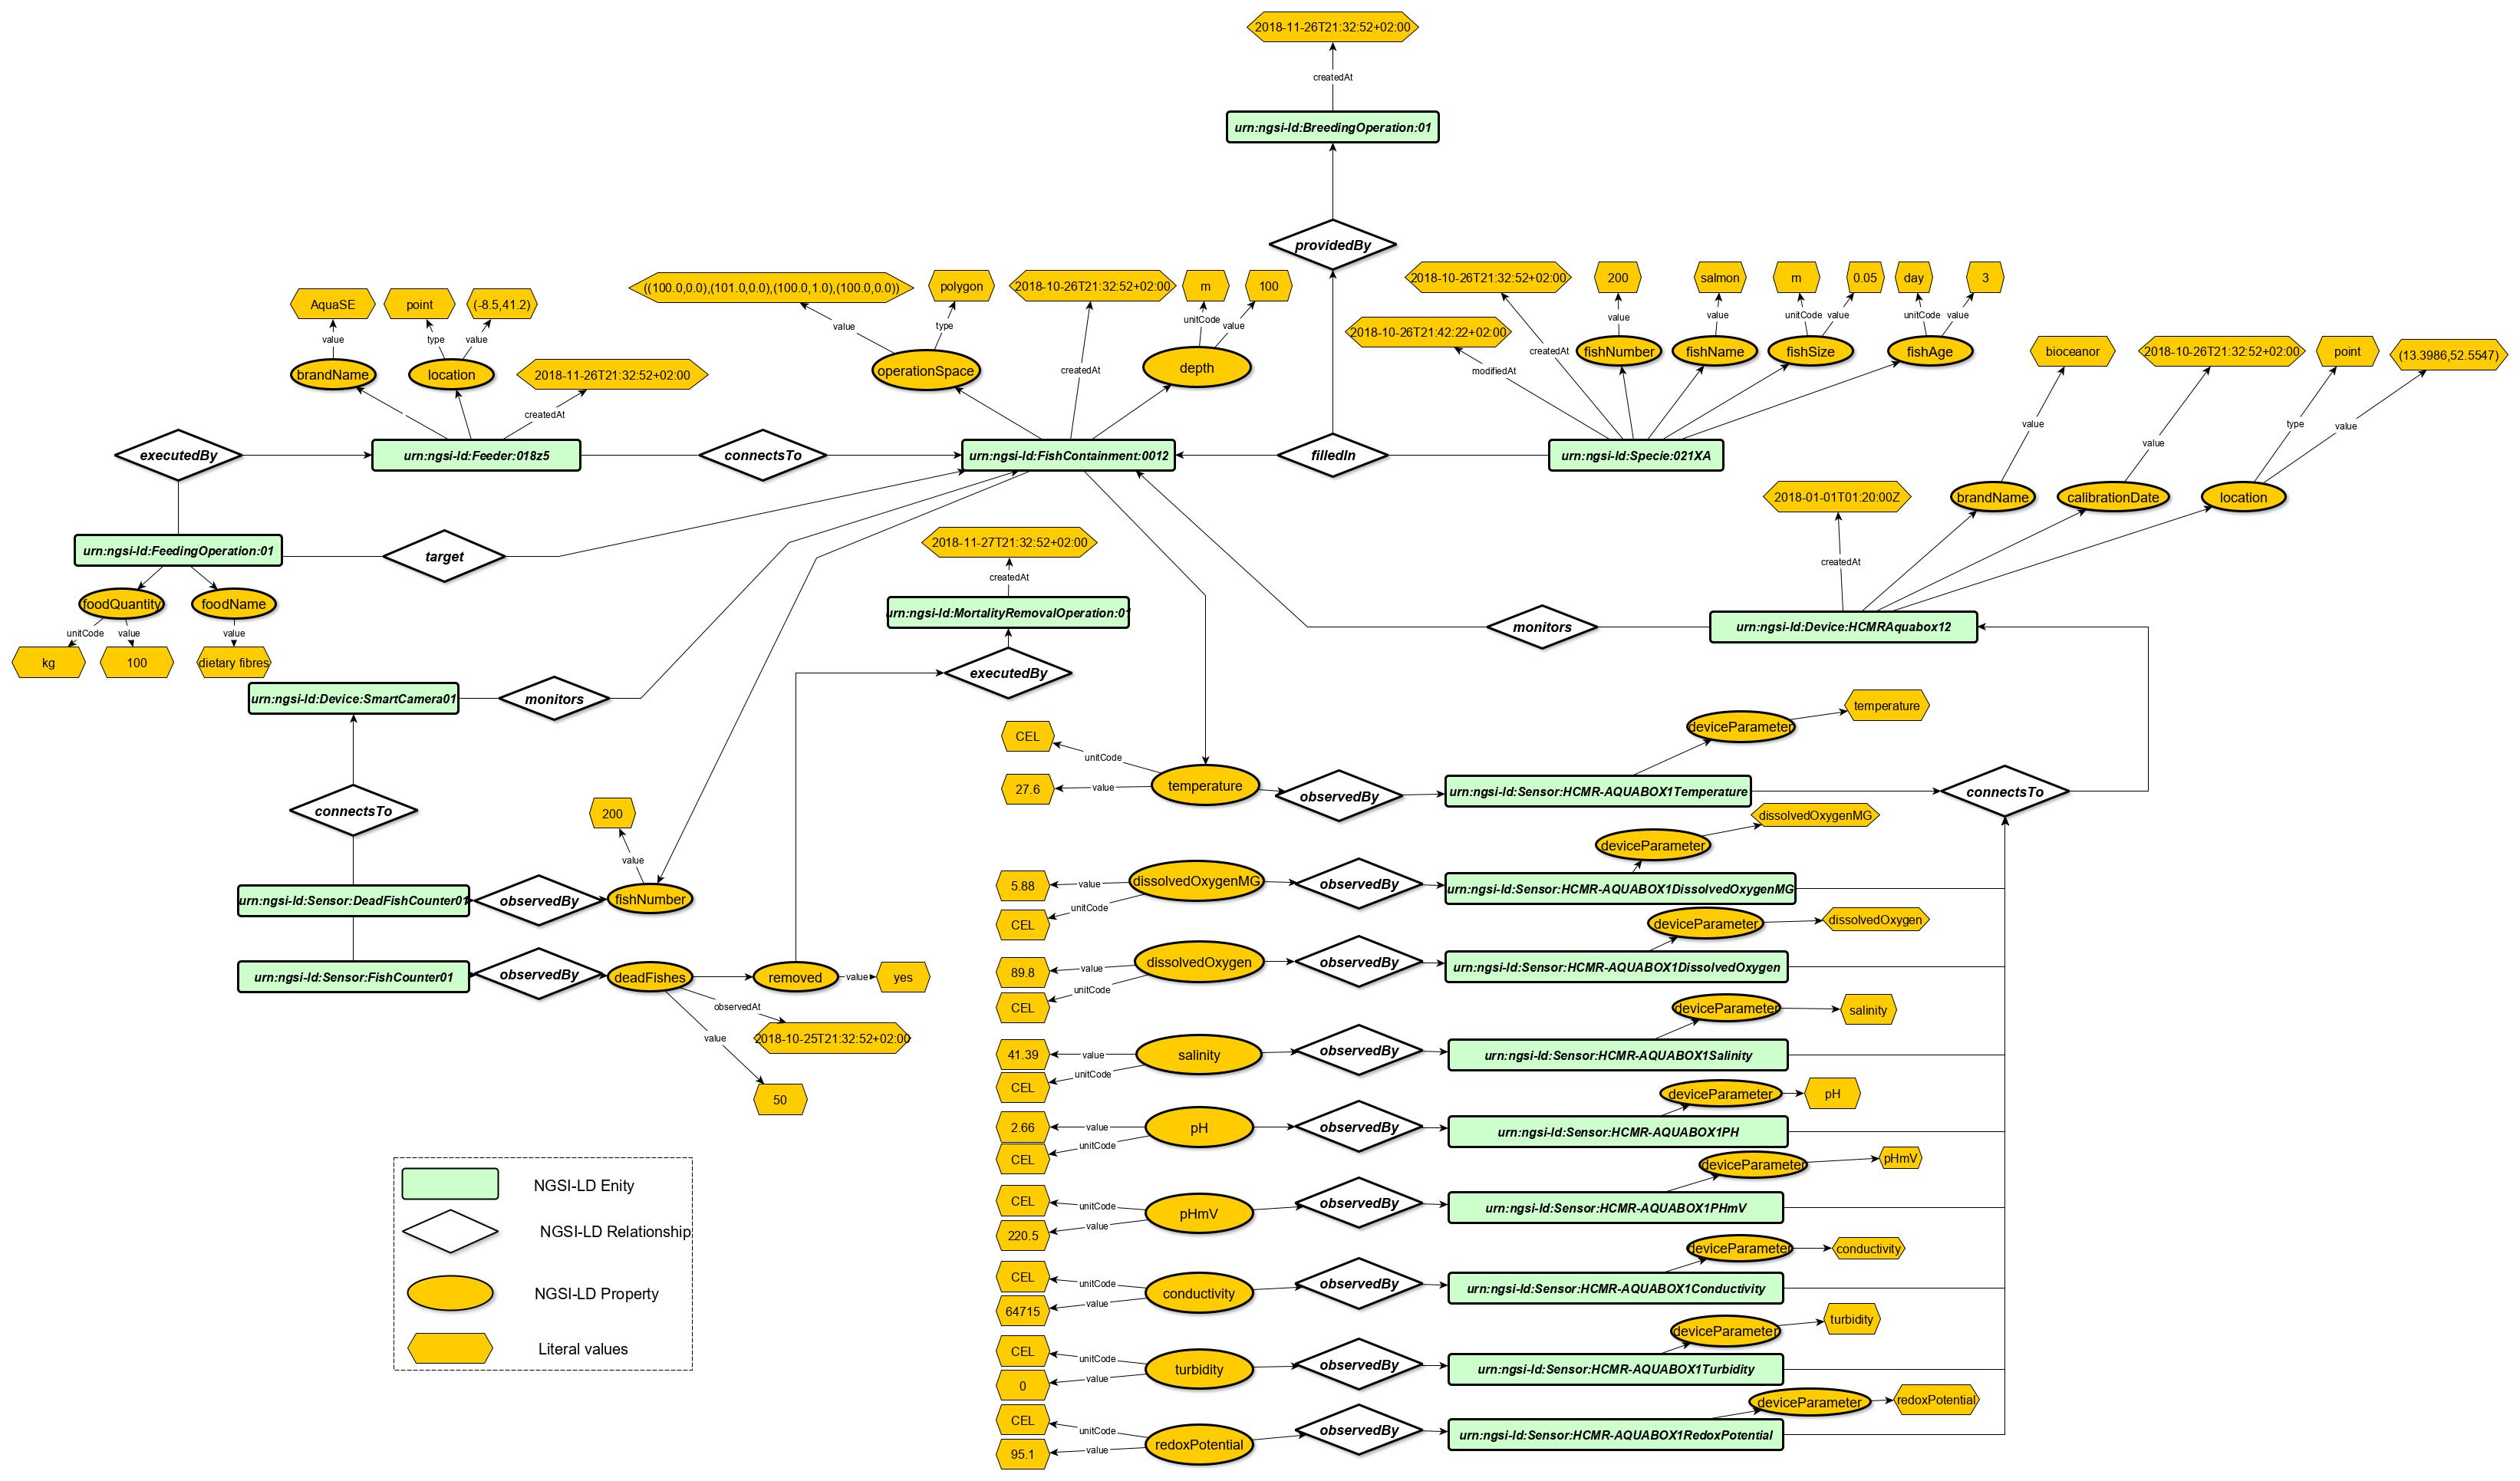 2018-11-26T21:32:52+02:00
createdAt
urn:ngsi-ld:BreedingOperation:01
providedBy
AquaSE
point
(-8.5,41.2)
value
type
value
brandName
location
2018-11-26T21:32:52+02:00
createdAt
((100.0,0.0),(101.0,0.0),(100.0,1.0),(100.0,0.0))
polygon
2018-10-26T21:32:52+02:00
m
100
value
type
createdAt
unitCode
value
operationSpace
depth
2018-10-26T21:32:52+02:00
200
salmon
m
0.05
day
3
2018-10-26T21:42:22+02:00
value
value
unitCode
value
unitCode
value
createdAt
modifiedAt
fishNumber
fishName
fishSize
fishAge
bioceanor
2018-10-26T21:32:52+02:00
point
(13.3986,52.5547)
value
value
type
value
executedBy
urn:ngsi-ld:Feeder:018z5
connectsTo
urn:ngsi-ld:FishContainment:0012
filledIn
urn:ngsi-ld:Specie:021XA
2018-01-01T01:20:00Z
brandName
calibrationDate
location
createdAt
urn:ngsi-ld:FeedingOperation:01
target
foodQuantity
foodName
unitCode
value
value
kg
100
dietary fibres
2018-11-27T21:32:52+02:00
createdAt
urn:ngsi-ld:MortalityRemovalOperation:01
executedBy
monitors
urn:ngsi-ld:Device:HCMRAquabox12
urn:ngsi-ld:Device:SmartCamera01
monitors
connectsTo
200
value
urn:ngsi-ld:Sensor:DeadFishCounter01
observedBy
fishNumber
urn:ngsi-ld:Sensor:FishCounter01
observedBy
deadFishes
removed
value
yes
observedAt
2018-10-25T21:32:52+02:00
value
50
CEL
unitCode
27.6
value
temperature
observedBy
urn:ngsi-ld:Sensor:HCMR-AQUABOX1Temperature
deviceParameter
temperature
connectsTo
5.88
value
CEL
unitCode
dissolvedOxygenMG
observedBy
urn:ngsi-ld:Sensor:HCMR-AQUABOX1DissolvedOxygenMG
deviceParameter
dissolvedOxygenMG
89.8
value
CEL
unitCode
dissolvedOxygen
observedBy
urn:ngsi-ld:Sensor:HCMR-AQUABOX1DissolvedOxygen
deviceParameter
dissolvedOxygen
41.39
value
CEL
unitCode
salinity
observedBy
urn:ngsi-ld:Sensor:HCMR-AQUABOX1Salinity
deviceParameter
salinity
2.66
value
CEL
unitCode
pH
observedBy
urn:ngsi-ld:Sensor:HCMR-AQUABOX1PH
deviceParameter
pH
CEL
unitCode
220.5
value
pHmV
observedBy
urn:ngsi-ld:Sensor:HCMR-AQUABOX1PHmV
deviceParameter
pHmV
CEL
unitCode
64715
value
conductivity
observedBy
urn:ngsi-ld:Sensor:HCMR-AQUABOX1Conductivity
deviceParameter
conductivity
CEL
unitCode
0
value
turbidity
observedBy
urn:ngsi-ld:Sensor:HCMR-AQUABOX1Turbidity
deviceParameter
turbidity
CEL
unitCode
95.1
value
redoxPotential
observedBy
urn:ngsi-ld:Sensor:HCMR-AQUABOX1RedoxPotential
deviceParameter
redoxPotential
NGSI-LD Enity
NGSI-LD Relationship
NGSI-LD Property
Literal values